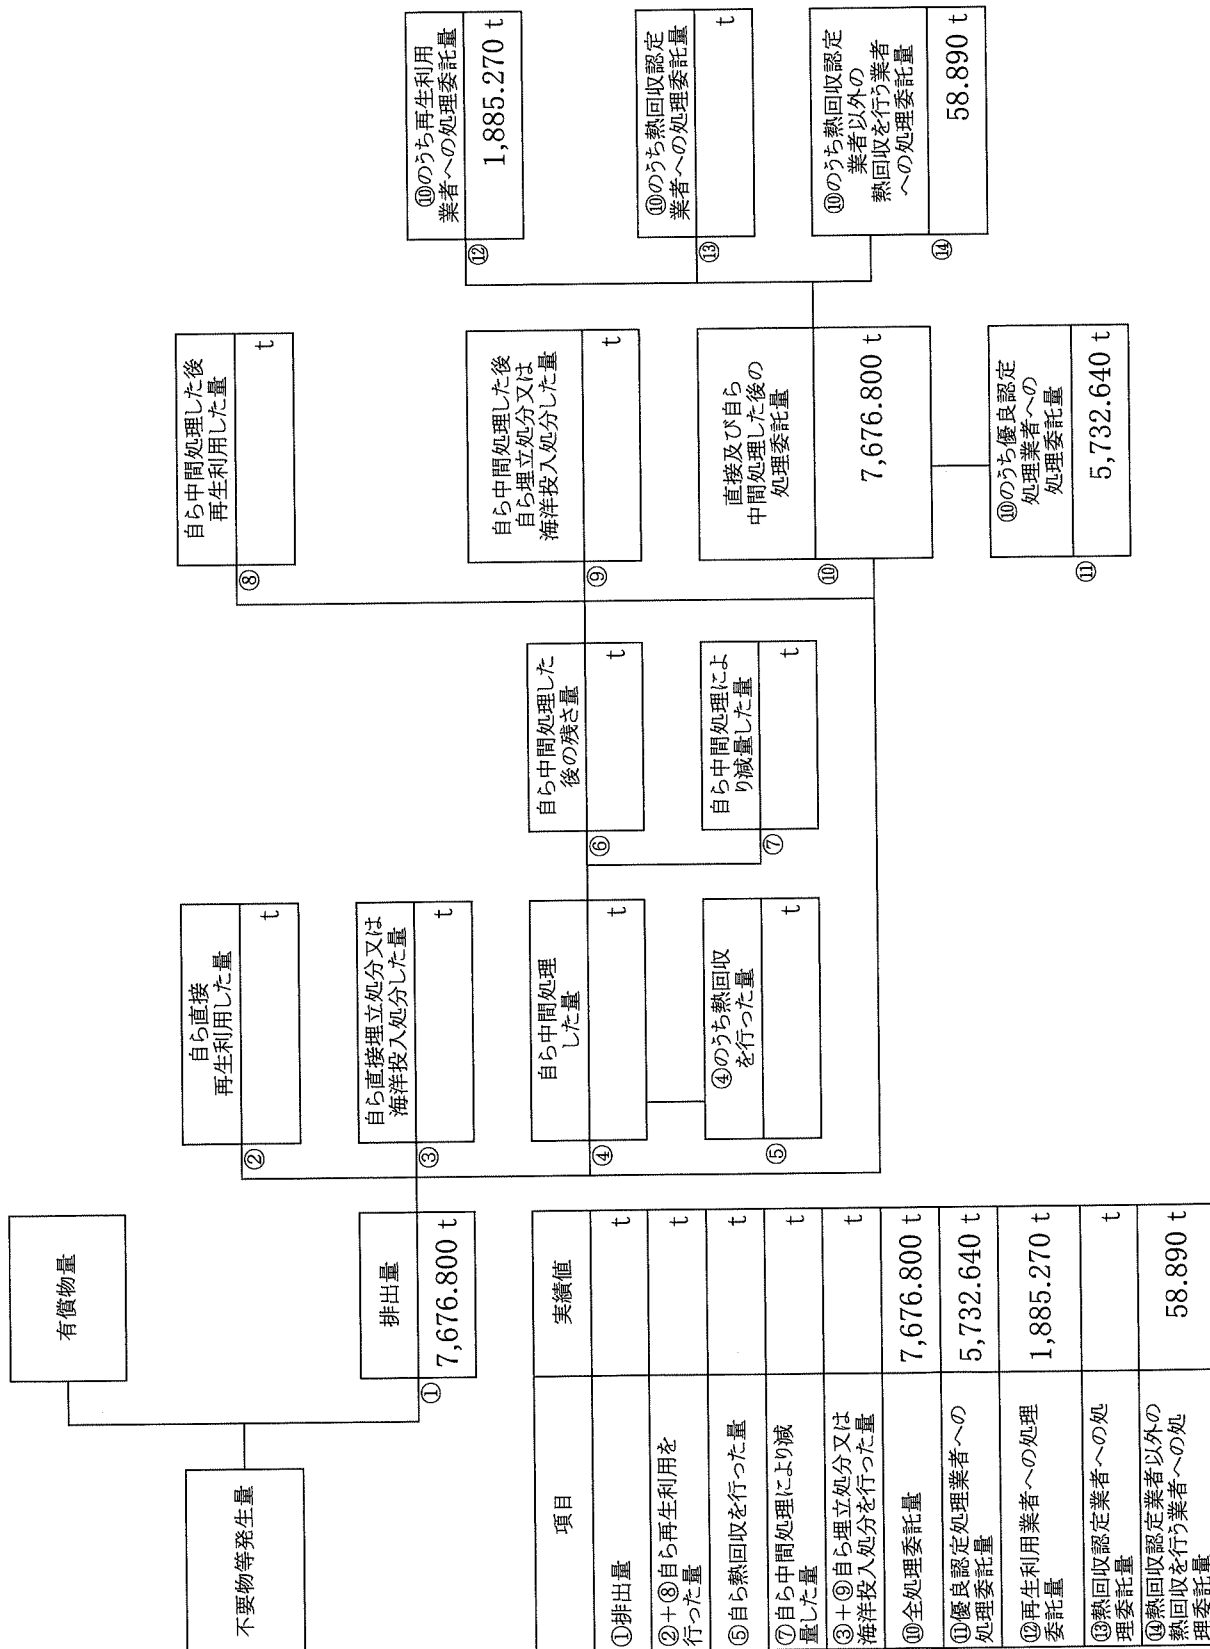 不要物等発生量
有償物量
排出量
① 7,676.800 t
自ら直接
再生利用した量
② t
自ら直接埋立処分又は
海洋投入処分した量
③ t
自ら中間処理
した量
④ t
④のうち熱回収
を行った量
⑤ t
自ら中間処理した
後の残さ量
⑥ t
自ら中間処理によ
り減量した量
⑦ t
自ら中間処理した後
再生利用した量
⑧ t
自ら中間処理した後
自ら埋立処分又は
海洋投入処分した量
⑨ t
直接及び自ら
中間処理した後の
処理委託量
⑩ 7,676.800 t
⑩のうち優良認定
処理業者への
処理委託量
⑪ 5,732.640 t
⑩のうち再生利用
業者への処理委託量
⑫ 1,885.270 t
⑩のうち熱回収認定
業者への処理委託量
⑬ t
⑩のうち熱回収認定
業者以外の
熱回収を行う業者
への処理委託量
⑭ 58.890 t
項目 実績値
①排出量 t
②+⑧自ら再生利用を
行った量 t
⑤自ら熱回収を行った量 t
⑦自ら中間処理により減
量した量 t
③+⑨自ら埋立処分又は
海洋投入処分を行った量 t
⑩全処理委託量 7,676.800 t
⑪優良認定処理業者への
処理委託量 5,732.640 t
⑫再生利用業者への処理
委託量 1,885.270 t
⑬熱回収認定業者への処
理委託量 t
⑭熱回収認定業者以外の
熱回収を行う業者への処
理委託量 58.890 t